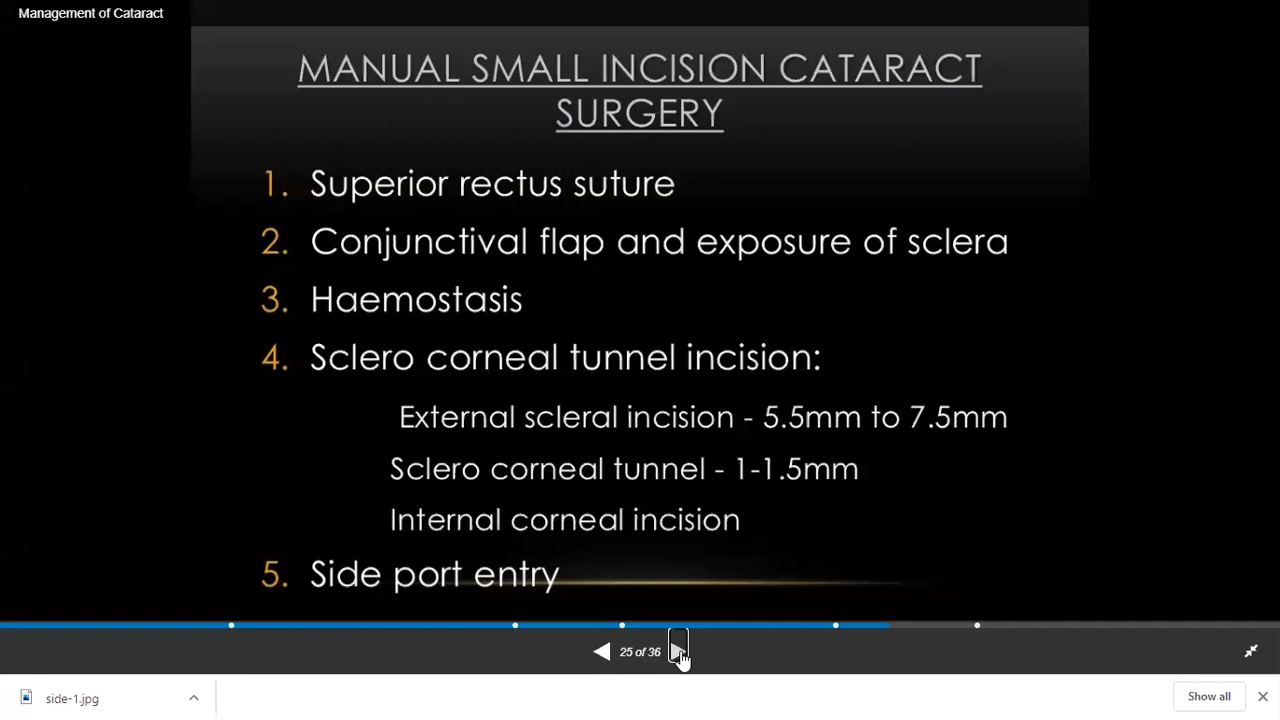 Management of Cataract
MANUAL SMALL INCISION CATARACT
SURGERY
1. Superior rectus suture
2. Conjunctival flap and exposure of sclera
3. Haemostasis
4. Sclero corneal tunnel incision:
External scleral incision - 5.5mm to 7.5mm
Sclero corneal tunnel - 1-1.5mm
Internal corneal incision
5. Side port entry
25 of 36
side-1.jpg
Show all